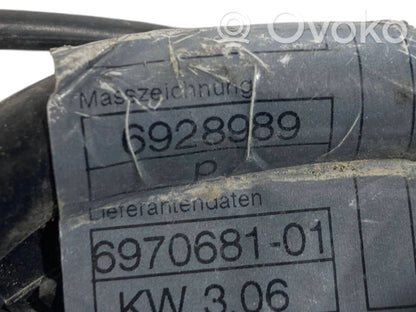 Ovoko
Masszeichnung
6928989
P
Lieferantendaten
6970681-01
KW 3.06